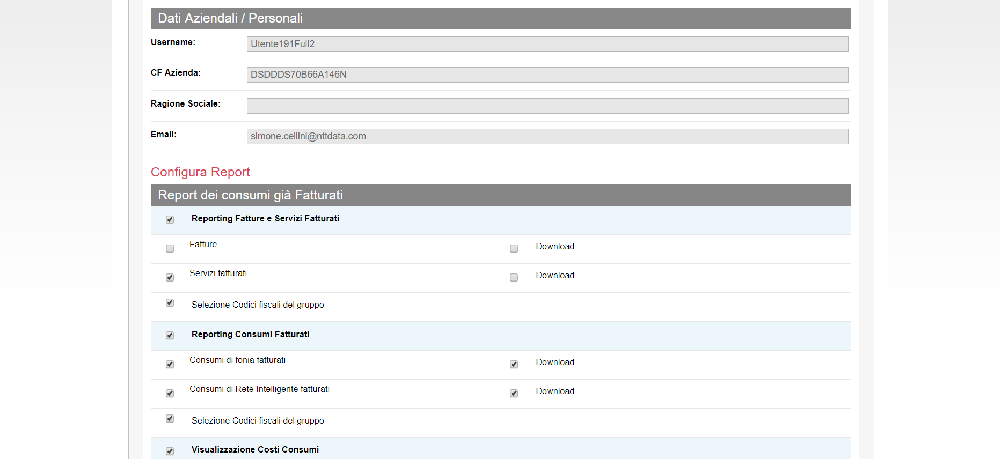 Dati Aziendali / Personali
Username: Utente191Full2
CF Azienda: DSDDDS70B66A146N
Ragione Sociale:
Email: simone.cellini@nttdata.com
Configura Report
Report dei consumi già Fatturati
Reporting Fatture e Servizi Fatturati
Fatture Download
Servizi fatturati Download
Selezione Codici fiscali del gruppo
Reporting Consumi Fatturati
Consumi di fonia fatturati Download
Consumi di Rete Intelligente fatturati Download
Selezione Codici fiscali del gruppo
Visualizzazione Costi Consumi